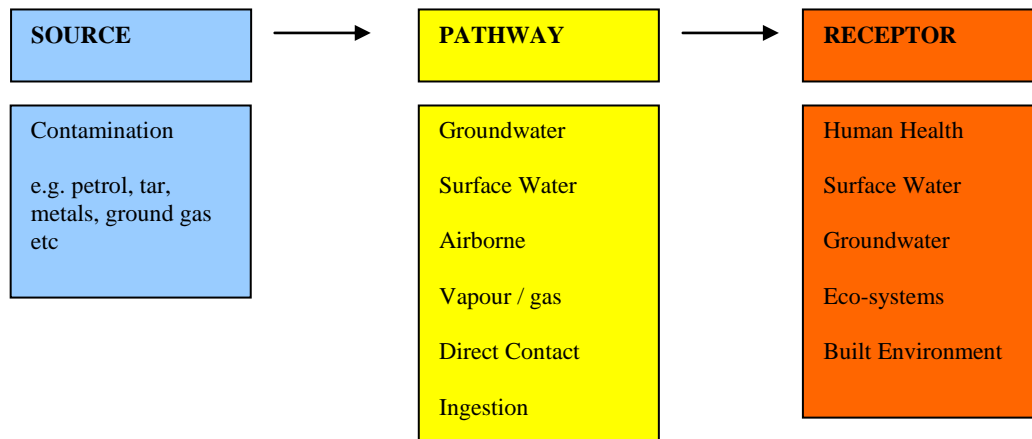 SOURCE
PATHWAY
RECEPTOR
Contamination
e.g. petrol, tar,
metals, ground gas
etc
Groundwater
Surface Water
Airborne
Vapour / gas
Direct Contact
Ingestion
Human Health
Surface Water
Groundwater
Eco-systems
Built Environment